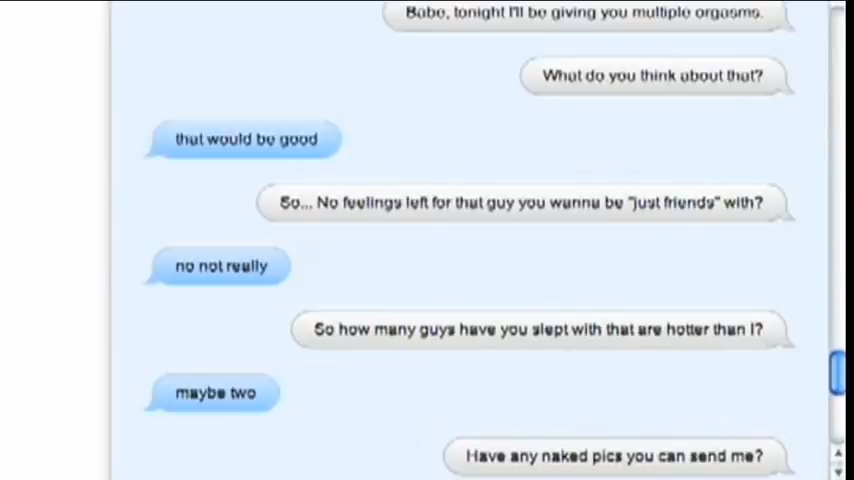 Babe, tonight I'll be giving you multiple orgasms.
What do you think about that?
that would be good
So... No feelings left for that guy you wanna be "just friends" with?
no not really
So how many guys have you slept with that are hotter than I?
maybe two
Have any naked pics you can send me?